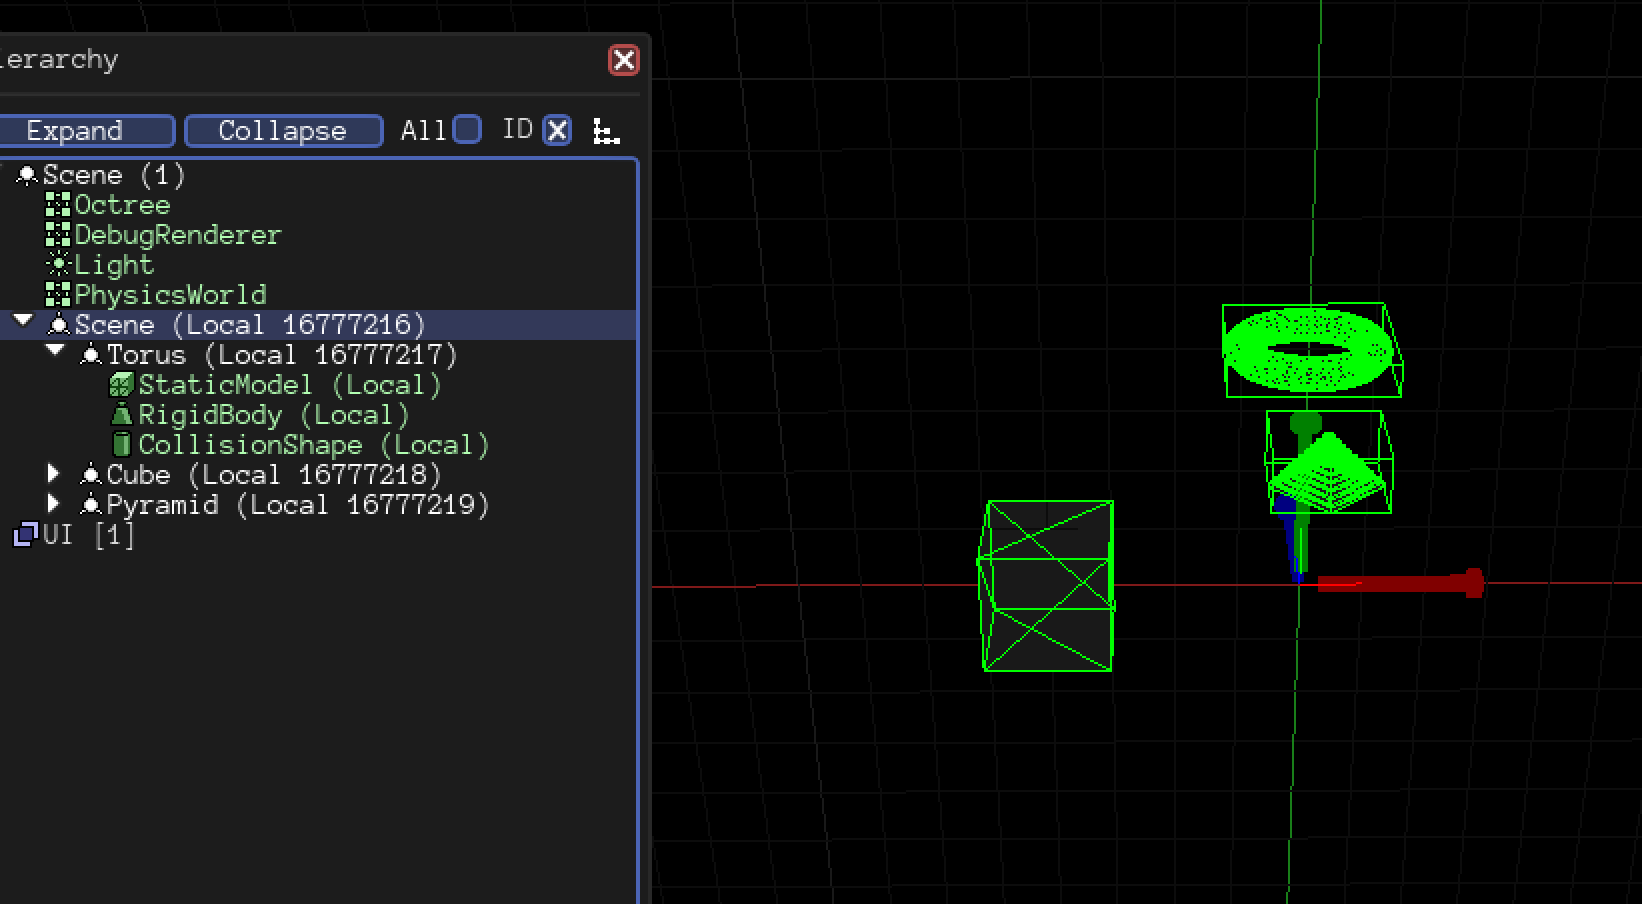 ierarchy
Expand Collapse All ID
Scene (1)
Octree
DebugRenderer
Light
PhysicsWorld
Scene (Local 16777216)
Torus (Local 16777217)
StaticModel (Local)
RigidBody (Local)
CollisionShape (Local)
Cube (Local 16777218)
Pyramid (Local 16777219)
UI [1]